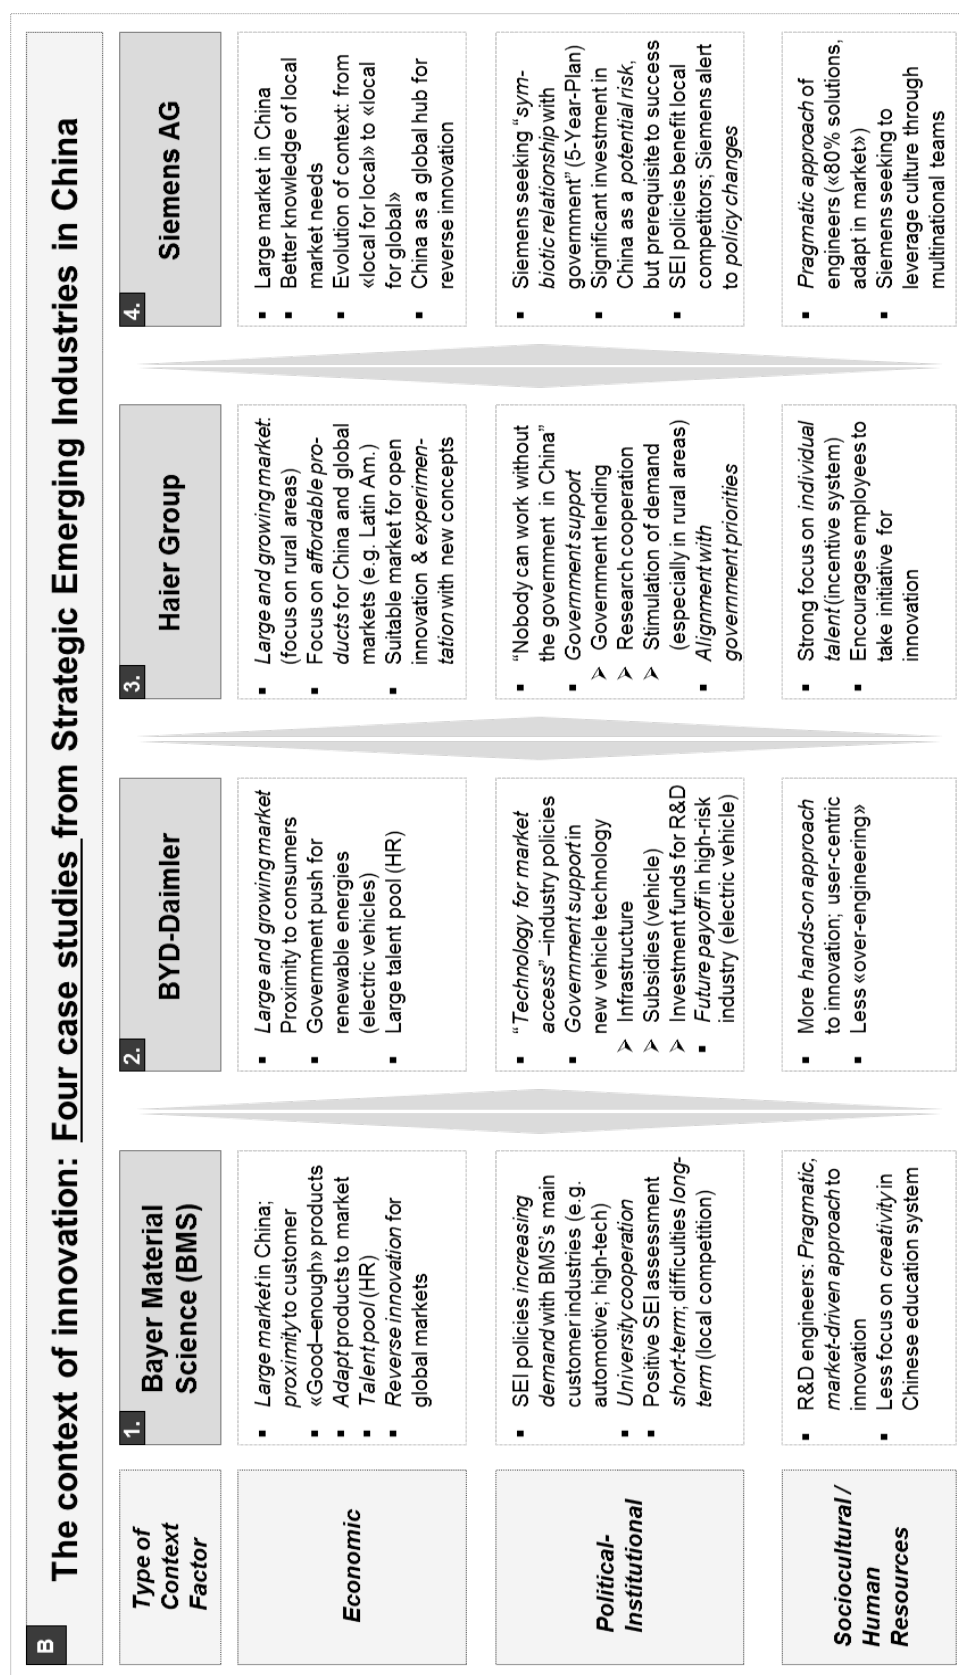 B
The context of innovation: Four case studies from Strategic Emerging Industries in China
Type of
Context
Factor
1.
Bayer Material
Science (BMS)
2.
BYD-Daimler
3.
Haier Group
4.
Siemens AG
Economic
▪ Large market in China;
proximity to customer
▪ «Good–enough» products
▪ Adapt products to market
▪ Talent pool (HR)
▪ Reverse innovation for
global markets
▪ Large and growing market
Proximity to consumers
▪ Government push for
renewable energies
(electric vehicles)
▪ Large talent pool (HR)
▪ Large and growing market:
(focus on rural areas)
▪ Focus on affordable pro-
ducts for China and global
markets (e.g. Latin Am.)
▪ Suitable market for open
innovation & experimen-
tation with new concepts
▪ Large market in China
▪ Better knowledge of local
market needs
▪ Evolution of context: from
«local for local» to «local
for global»
▪ China as a global hub for
reverse innovation
Political-
Institutional
▪ SEI policies increasing
demand with BMS's main
customer industries (e.g.
automotive; high-tech)
▪ University cooperation
▪ Positive SEI assessment
short-term; difficulties long-
term (local competition)
▪ “Technology for market
access” –industry policies
▪ Government support in
new vehicle technology
➢ Infrastructure
➢ Subsidies (vehicle)
➢ Investment funds for R&D
▪ Future payoff in high-risk
industry (electric vehicle)
▪ “Nobody can work without
the government in China”
▪ Government support
➢ Government lending
➢ Research cooperation
➢ Stimulation of demand
(especially in rural areas)
▪ Alignment with
government priorities
▪ Siemens seeking “sym-
biotic relationship with
government” (5-Year-Plan)
▪ Significant investment in
China as a potential risk,
but prerequisite to success
▪ SEI policies benefit local
competitors; Siemens alert
to policy changes
Sociocultural /
Human
Resources
▪ R&D engineers: Pragmatic,
market-driven approach to
innovation
▪ Less focus on creativity in
Chinese education system
▪ More hands-on approach
to innovation; user-centric
▪ Less «over-engineering»
▪ Strong focus on individual
talent (incentive system)
▪ Encourages employees to
take initiative for
innovation
▪ Pragmatic approach of
engineers («80% solutions,
adapt in market»)
▪ Siemens seeking to
leverage culture through
multinational teams